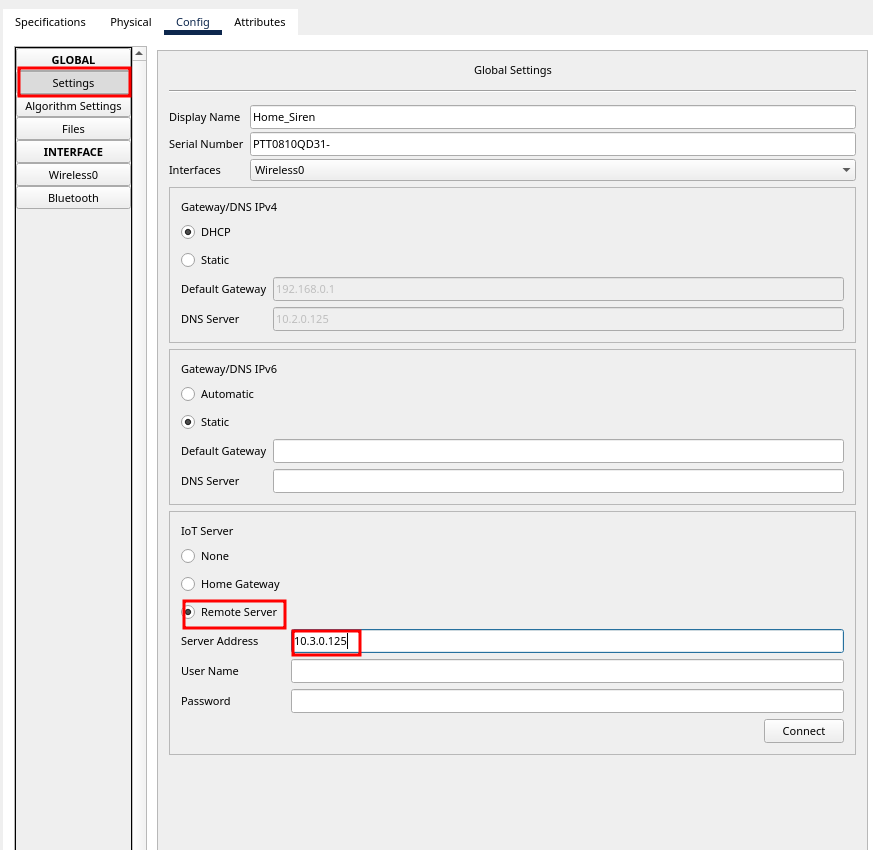 Specifications Physical Config Attributes
GLOBAL
Settings
Algorithm Settings
Files
INTERFACE
Wireless0
Bluetooth
Global Settings
Display Name Home_Siren
Serial Number PTT0810QD31-
Interfaces Wireless0
Gateway/DNS IPv4
DHCP
Static
Default Gateway 192.168.0.1
DNS Server 10.2.0.125
Gateway/DNS IPv6
Automatic
Static
Default Gateway
DNS Server
IoT Server
None
Home Gateway
Remote Server
Server Address 10.3.0.125
User Name
Password
Connect